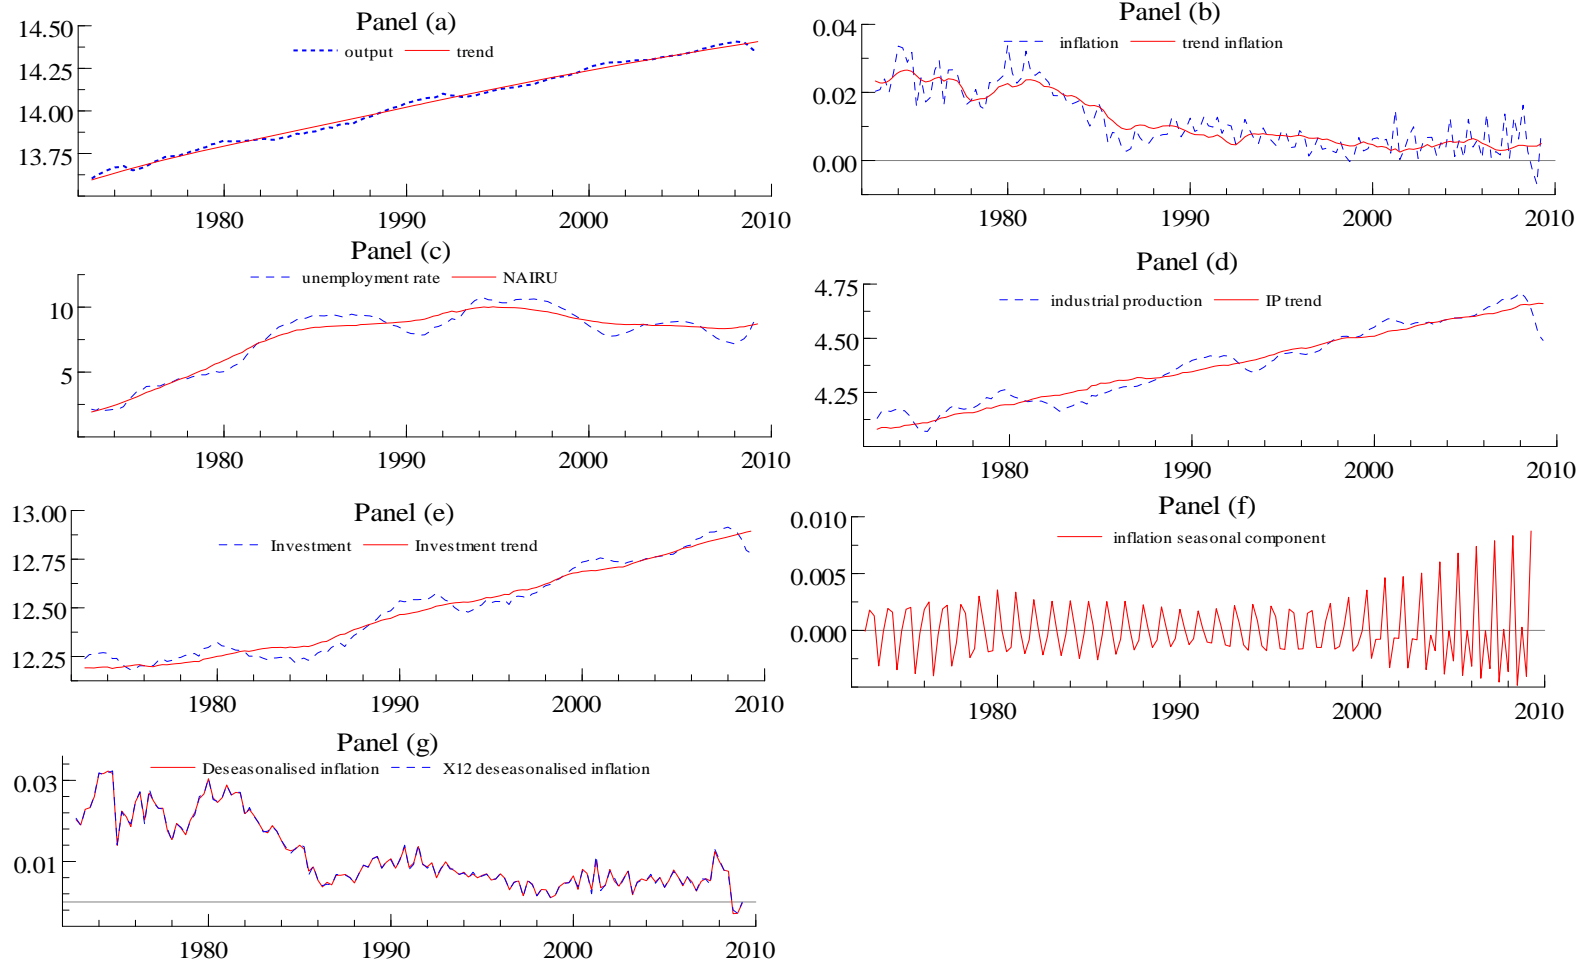 Panel (a)
output trend
14.50
14.25
14.00
13.75
1980 1990 2000 2010
Panel (b)
inflation trend inflation
0.04
0.02
0.00
1980 1990 2000 2010
Panel (c)
unemployment rate NAIRU
10
5
1980 1990 2000 2010
Panel (d)
industrial production IP trend
4.75
4.50
4.25
1980 1990 2000 2010
Panel (e)
Investment Investment trend
13.00
12.75
12.50
12.25
1980 1990 2000 2010
Panel (f)
inflation seasonal component
0.010
0.005
0.000
1980 1990 2000 2010
Panel (g)
Deseasonalised inflation X12 deseasonalised inflation
0.03
0.01
1980 1990 2000 2010